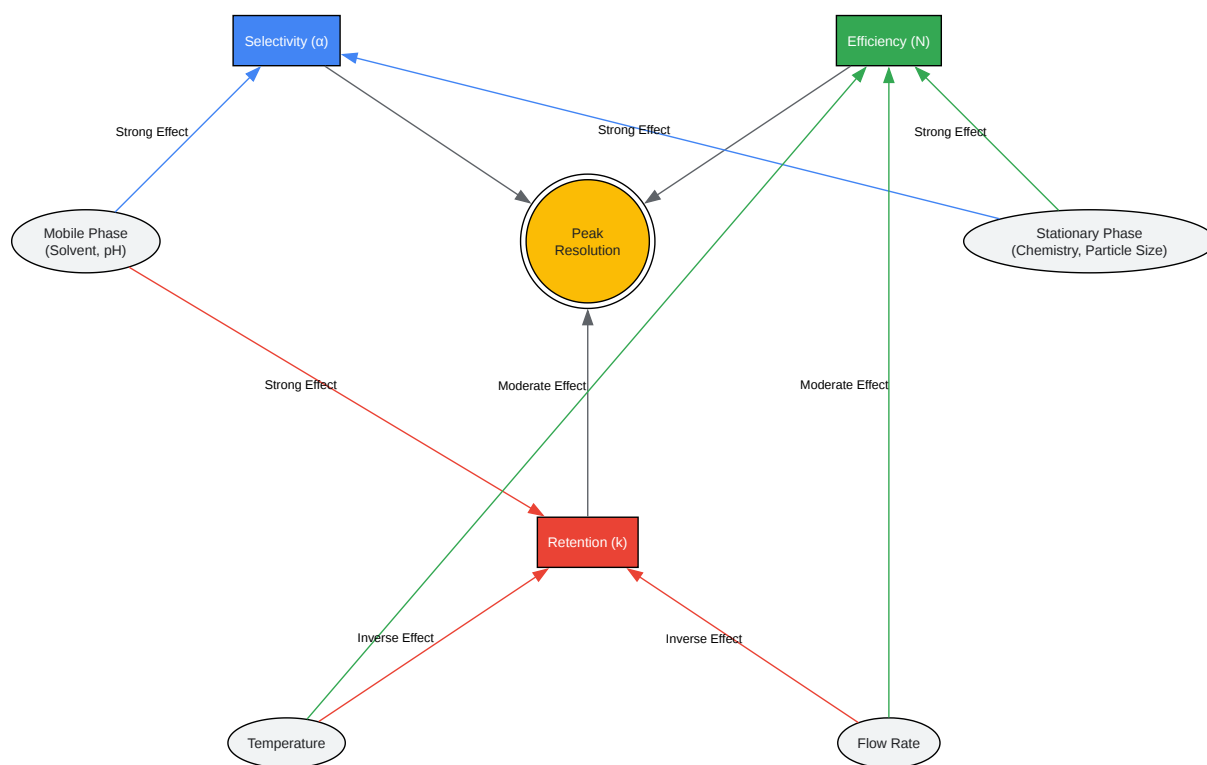 Selectivity (α)
Efficiency (N)
Strong Effect
Strong Effect
Strong Effect
Mobile Phase
(Solvent, pH)
Peak
Resolution
Stationary Phase
(Chemistry, Particle Size)
Strong Effect
Moderate Effect
Moderate Effect
Retention (k)
Inverse Effect
Inverse Effect
Temperature
Flow Rate